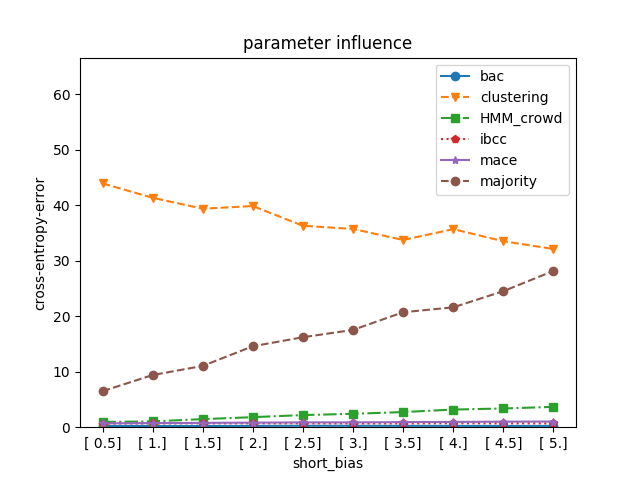 parameter influence
bac
clustering
HMM_crowd
ibcc
mace
majority
cross-entropy-error
60
50
40
30
20
10
0
[ 0.5] [ 1.] [ 1.5] [ 2.] [ 2.5] [ 3.] [ 3.5] [ 4.] [ 4.5] [ 5.]
short_bias